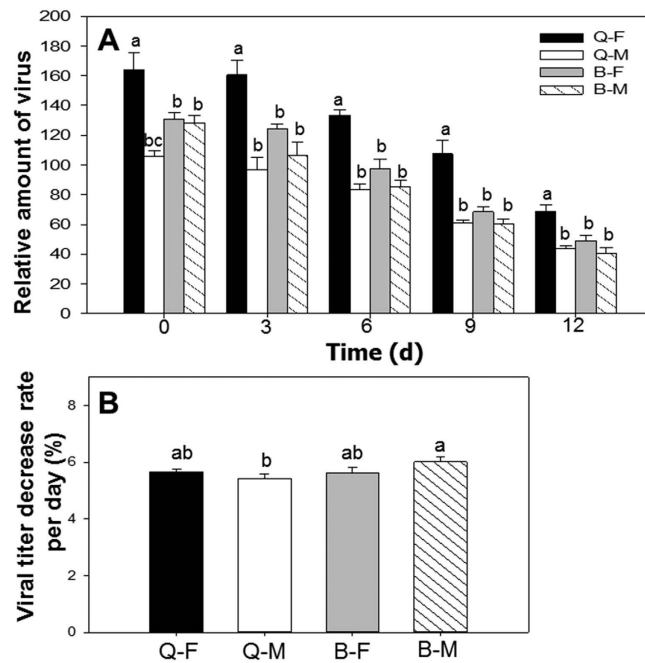 A
Relative amount of virus
200
180
160
140
120
100
80
60
40
20
0
Q-F
Q-M
B-F
B-M
a bc b b
a b b b
a b b b
a b b b
a b b b
0 3 6 9 12
Time (d)
B
Viral titer decrease rate
per day (%)
8
6
4
2
0
ab b ab a
Q-F Q-M B-F B-M